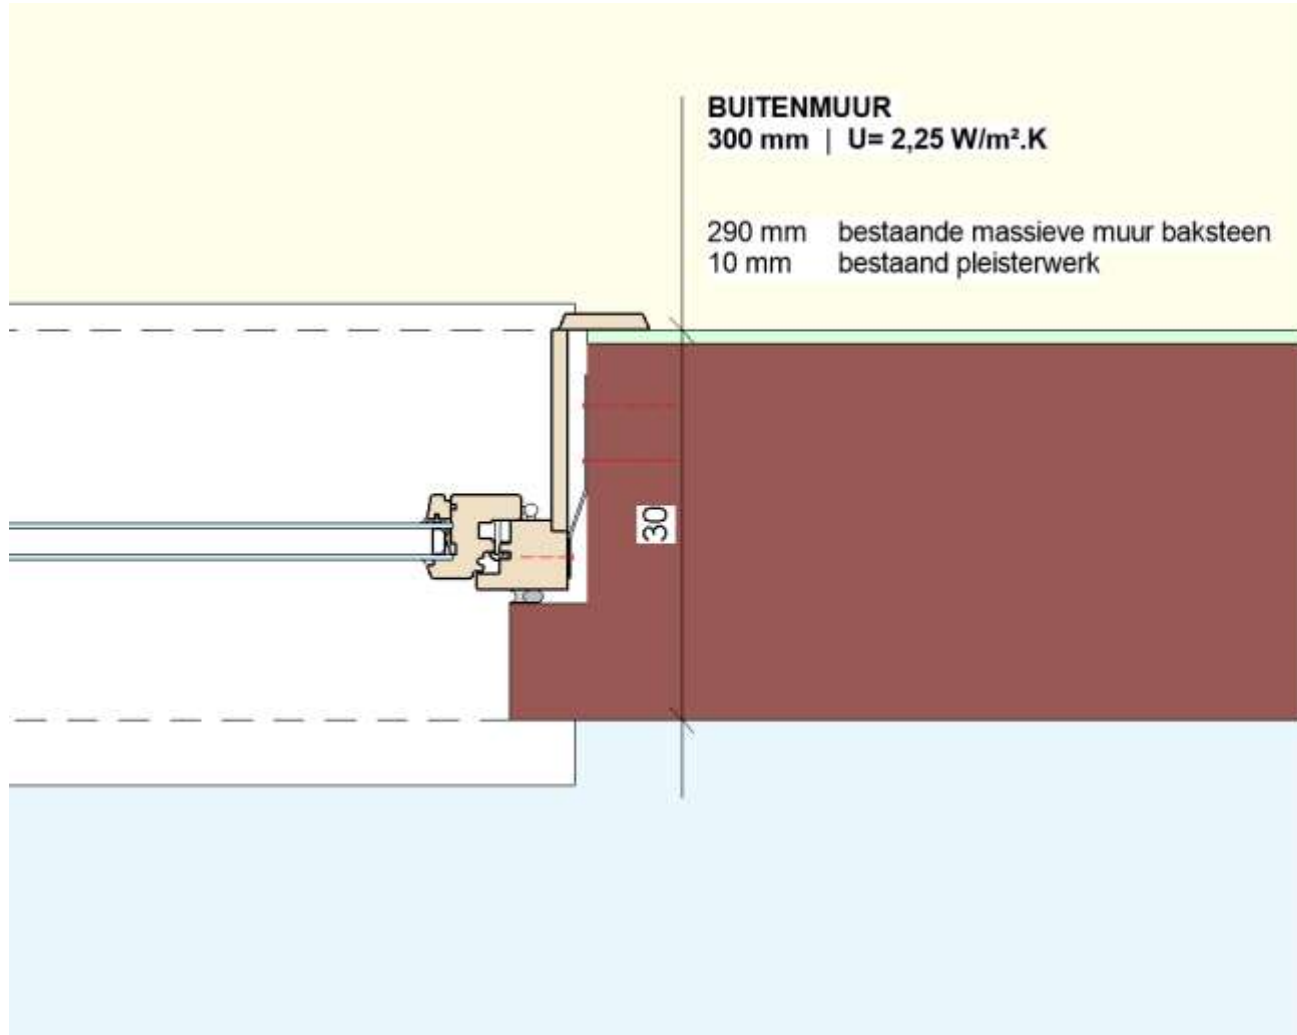 BUITENMUUR
300 mm | U= 2,25 W/m².K
290 mm bestaande massieve muur baksteen
10 mm bestaand pleisterwerk
30